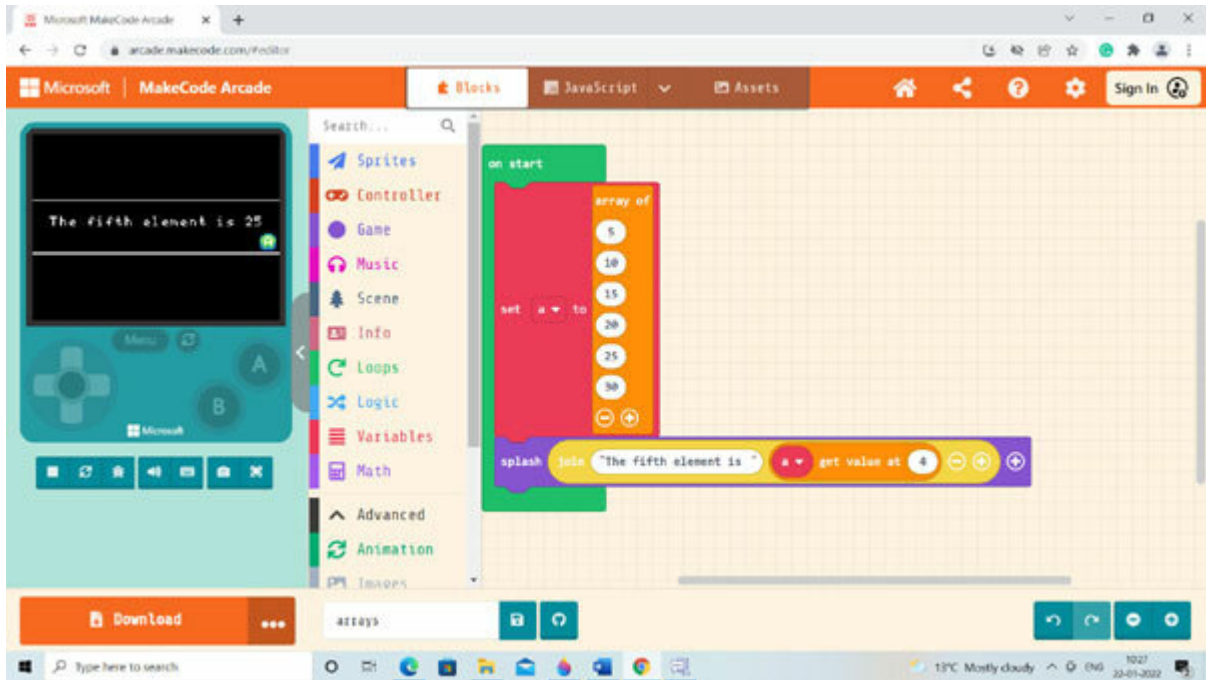 Microsoft MakeCode Arcade
arcade.makecode.com/#editor
Microsoft | MakeCode Arcade
Blocks
JavaScript
Assets
Sign In
The fifth element is 25
A
Menu
A
B
Microsoft
Search...
Sprites
Controller
Game
Music
Scene
Info
Loops
Logic
Variables
Math
Advanced
Animation
Images
on start
set a to
array of
5
10
15
20
25
30
splash join "The fifth element is " a get value at 4
Download
arrays
Type here to search
13°C Mostly cloudy
ENG
10:27
22-01-2022